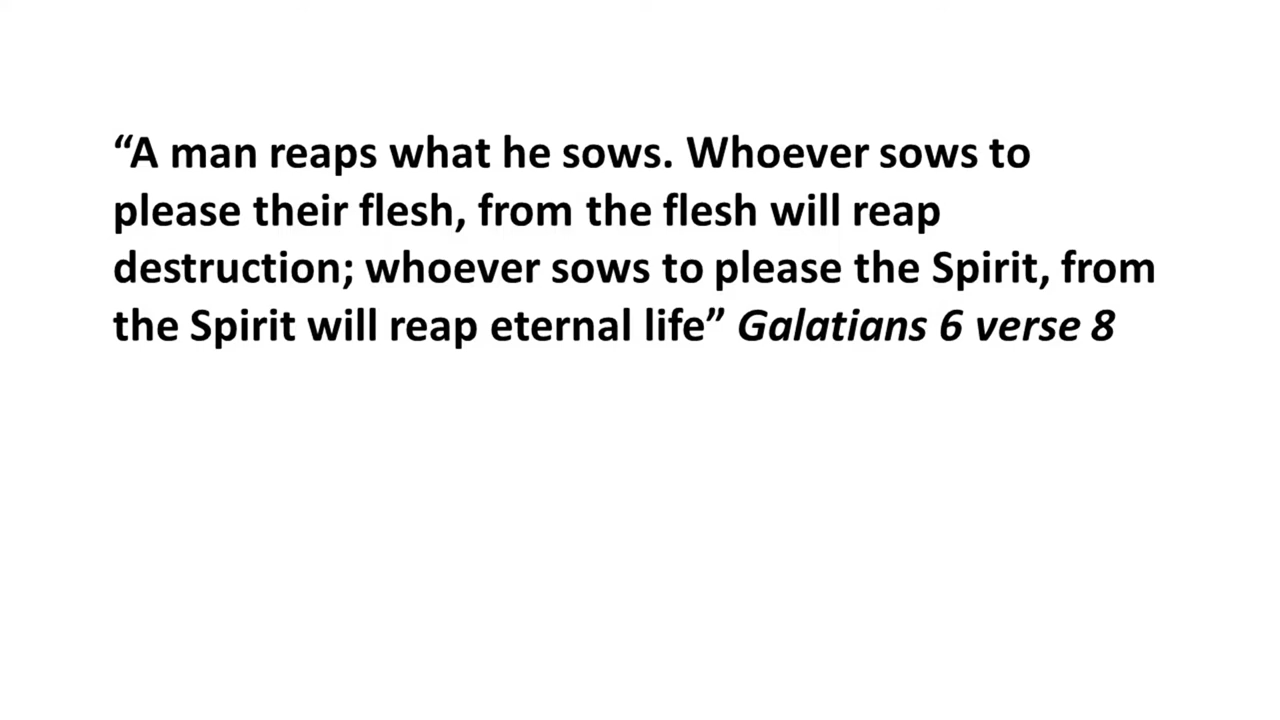 “A man reaps what he sows. Whoever sows to
please their flesh, from the flesh will reap
destruction; whoever sows to please the Spirit, from
the Spirit will reap eternal life” Galatians 6 verse 8